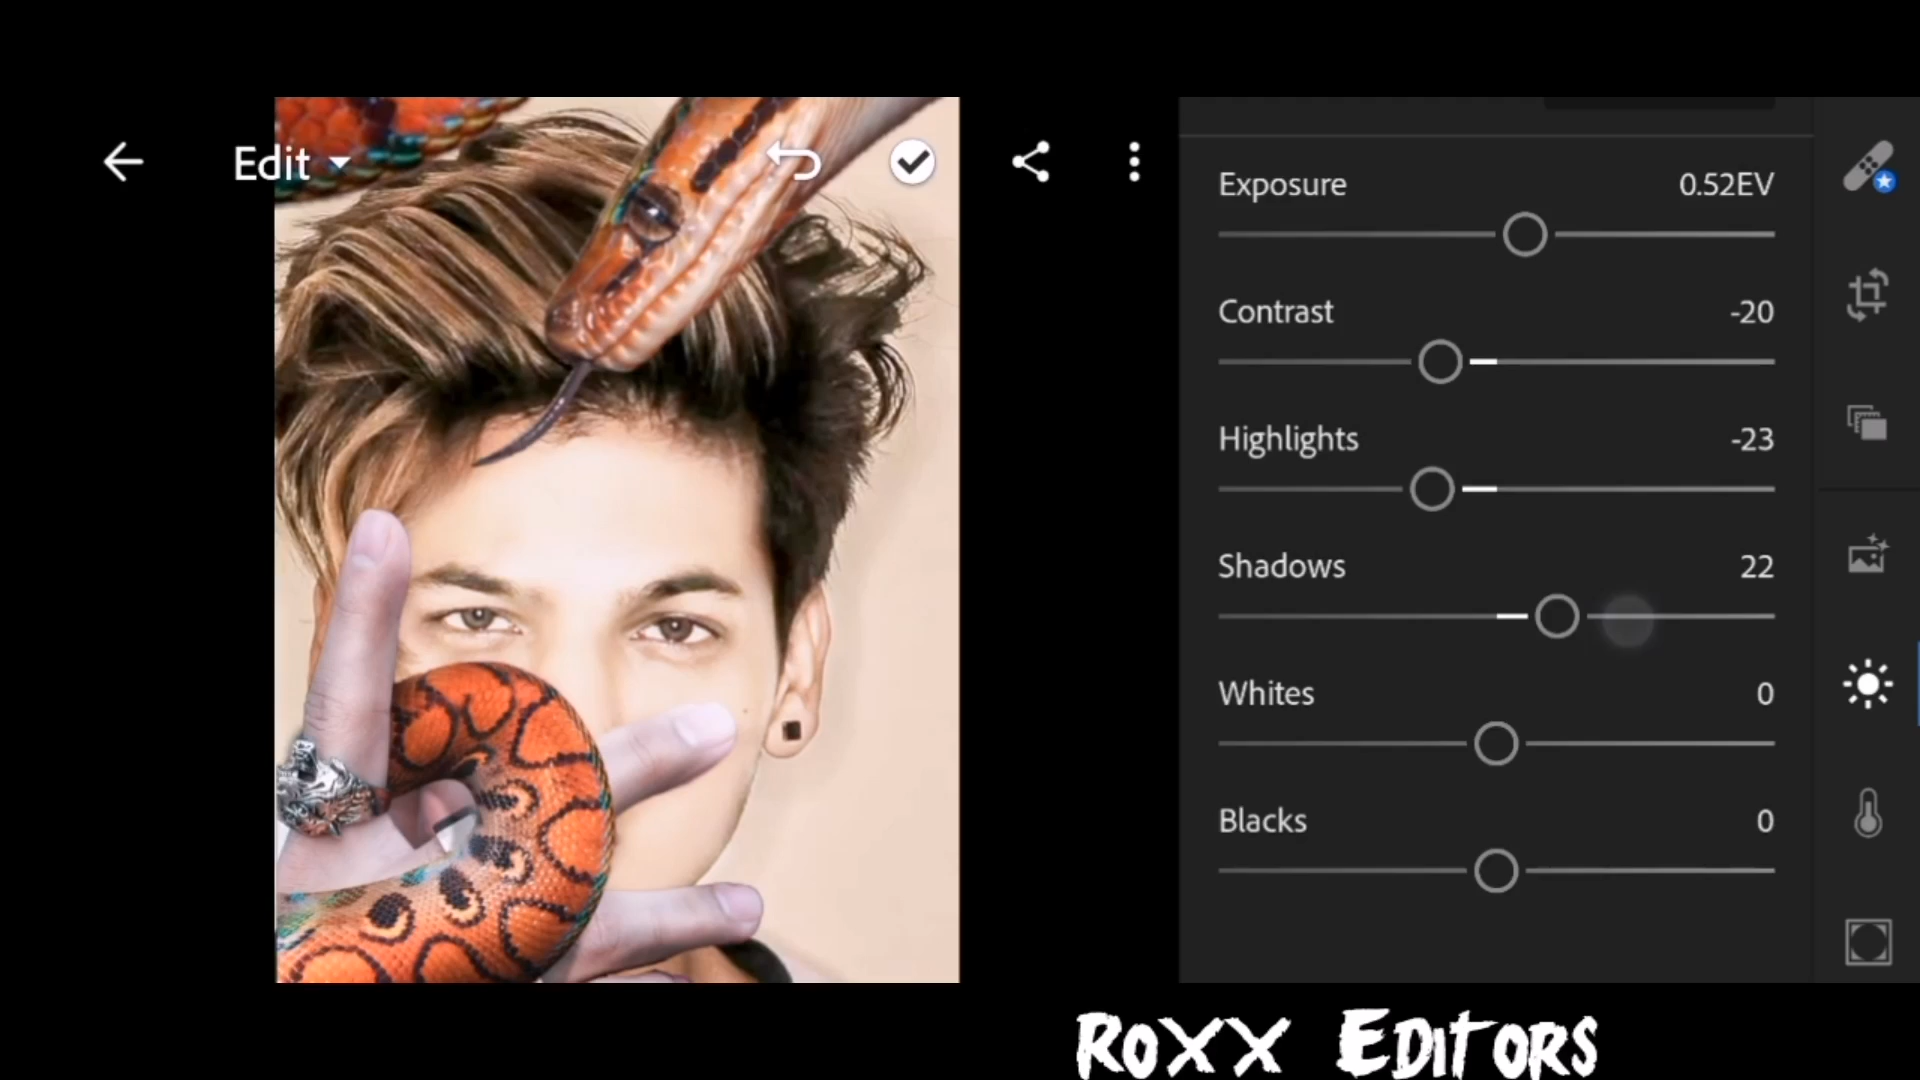 Edit
Exposure 0.52EV
Contrast -20
Highlights -23
Shadows 22
Whites 0
Blacks 0
Roxx Editors